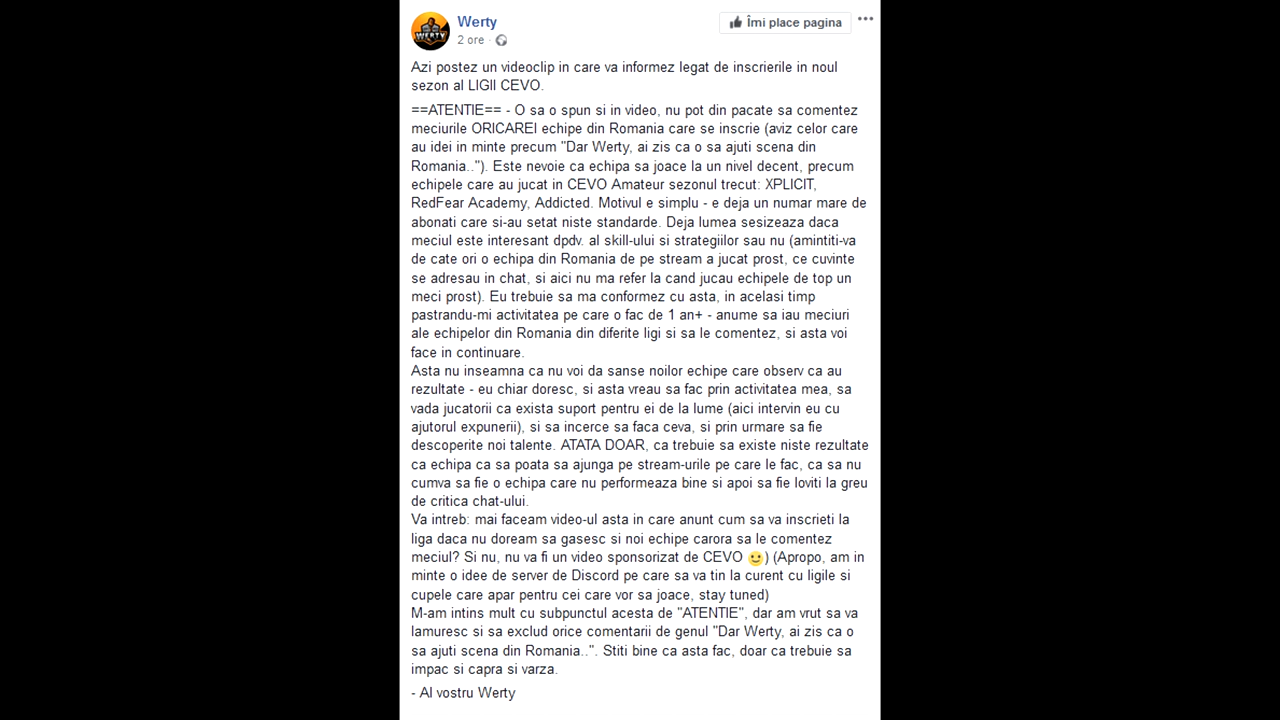 Werty
Îmi place pagina
2 ore
WERTY
Azi postez un videoclip in care va informez legat de inscrierile in noul
sezon al LIGII CEVO.
==ATENTIE== - O sa o spun si in video, nu pot din pacate sa comentez
meciurile ORICAREI echipe din Romania care se inscrie (aviz celor care
au idei in minte precum "Dar Werty, ai zis ca o sa ajuti scena din
Romania.."). Este nevoie ca echipa sa joace la un nivel decent, precum
echipele care au jucat in CEVO Amateur sezonul trecut: XPLICIT,
RedFear Academy, Addicted. Motivul e simplu - e deja un numar mare de
abonati care si-au setat niste standarde. Deja lumea sesizeaza daca
meciul este interesant dpdv. al skill-ului si strategiilor sau nu (amintiti-va
de cate ori o echipa din Romania de pe stream a jucat prost, ce cuvinte
se adresau in chat, si aici nu ma refer la cand jucau echipele de top un
meci prost). Eu trebuie sa ma conformez cu asta, in acelasi timp
pastrandu-mi activitatea pe care o fac de 1 an+ - anume sa iau meciuri
ale echipelor din Romania din diferite ligi si sa le comentez, si asta voi
face in continuare.
Asta nu inseamna ca nu voi da sanse noilor echipe care observ ca au
rezultate - eu chiar doresc, si asta vreau sa fac prin activitatea mea, sa
vada jucatorii ca exista suport pentru ei de la lume (aici intervin eu cu
ajutorul expunerii), si sa incerce sa faca ceva, si prin urmare sa fie
descoperite noi talente. ATATA DOAR, ca trebuie sa existe niste rezultate
ca echipa ca sa poata sa ajunga pe stream-urile pe care le fac, ca sa nu
cumva sa fie o echipa care nu performeaza bine si apoi sa fie loviti la greu
de critica chat-ului.
Va intreb: mai faceam video-ul asta in care anunt cum sa va inscrieti la
liga daca nu doream sa gasesc si noi echipe carora sa le comentez
meciul? Si nu, nu va fi un video sponsorizat de CEVO 🙂) (Apropo, am in
minte o idee de server de Discord pe care sa va tin la curent cu ligile si
cupele care apar pentru cei care vor sa joace, stay tuned)
M-am intins mult cu subpunctul acesta de "ATENTIE", dar am vrut sa va
lamuresc si sa exclud orice comentarii de genul "Dar Werty, ai zis ca o
sa ajuti scena din Romania..". Stiti bine ca asta fac, doar ca trebuie sa
impac si capra si varza.
- Al vostru Werty